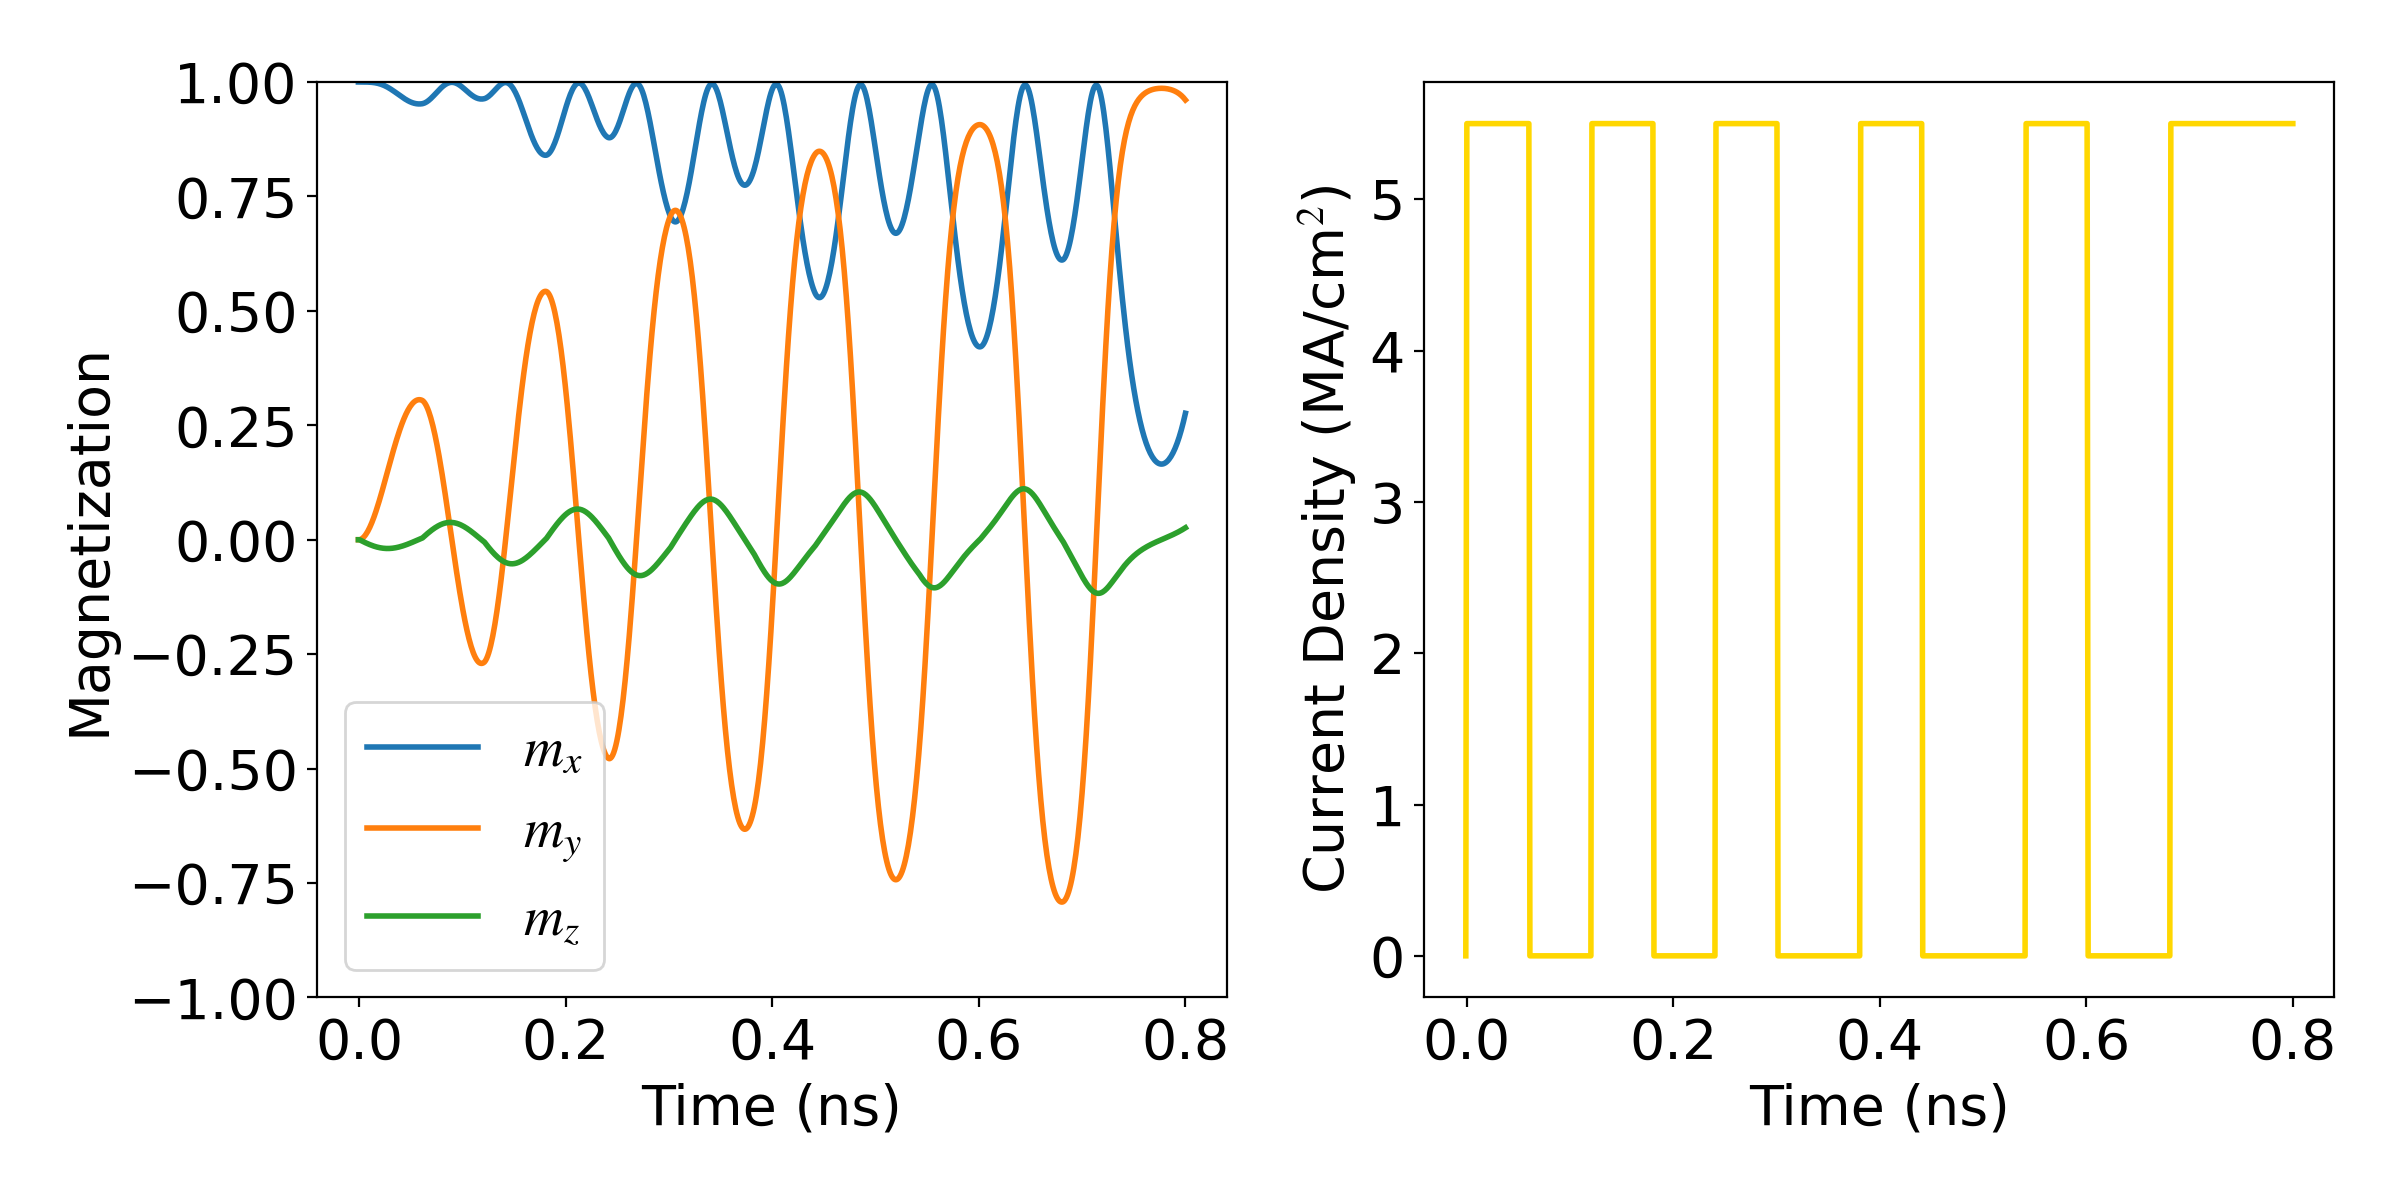 1.00
0.75
0.50
0.25
0.00
−0.25
−0.50
−0.75
−1.00
Magnetization
m_x
m_y
m_z
0.0 0.2 0.4 0.6 0.8
Time (ns)
5
4
3
2
1
0
Current Density (MA/cm²)
0.0 0.2 0.4 0.6 0.8
Time (ns)